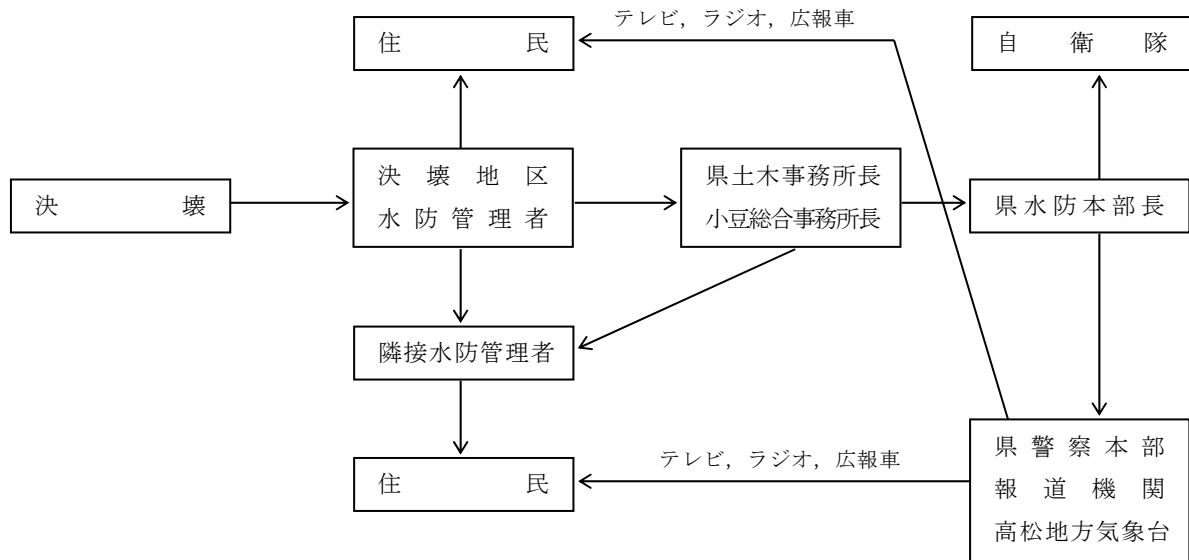 テレビ，ラジオ，広報車
住民
自衛隊
決壊
決壊地区
水防管理者
県土木事務所長
小豆総合事務所長
県水防本部長
隣接水防管理者
住民
テレビ，ラジオ，広報車
県警察本部
報道機関
高松地方気象台